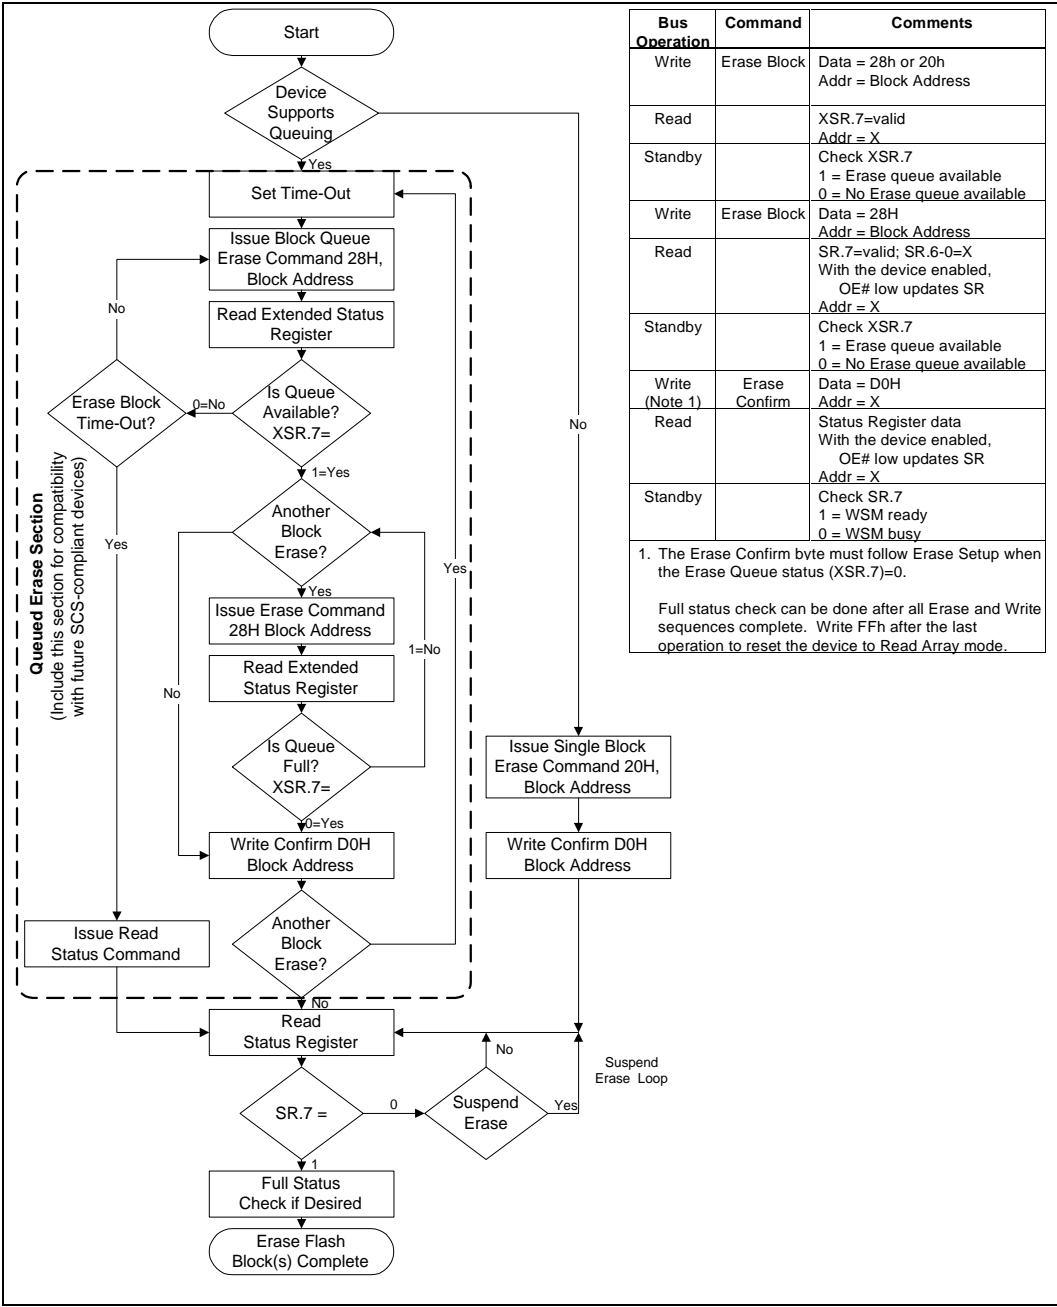 Start
Device
Supports
Queuing
Yes
Set Time-Out
Issue Block Queue
Erase Command 28H,
Block Address
No
Read Extended Status
Register
Erase Block
Time-Out?
0=No
Is Queue
Available?
XSR.7=
No
1=Yes
Queued Erase Section
(Include this section for compatibility
with future SCS-compliant devices)
Another
Block
Erase?
Yes
Yes
Yes
Issue Erase Command
28H Block Address
1=No
Read Extended
Status Register
No
Is Queue
Full?
XSR.7=
Issue Single Block
Erase Command 20H,
Block Address
0=Yes
Write Confirm D0H
Block Address
Write Confirm D0H
Block Address
Issue Read
Status Command
Another
Block
Erase?
No
Read
Status Register
No
Suspend
Erase Loop
SR.7 =
0
Suspend
Erase
Yes
1
Full Status
Check if Desired
Erase Flash
Block(s) Complete
Bus
Operation
Command
Comments
Write
Erase Block
Data = 28h or 20h
Addr = Block Address
Read
XSR.7=valid
Addr = X
Standby
Check XSR.7
1 = Erase queue available
0 = No Erase queue available
Write
Erase Block
Data = 28H
Addr = Block Address
Read
SR.7=valid; SR.6-0=X
With the device enabled,
OE# low updates SR
Addr = X
Standby
Check XSR.7
1 = Erase queue available
0 = No Erase queue available
Write
(Note 1)
Erase
Confirm
Data = D0H
Addr = X
Read
Status Register data
With the device enabled,
OE# low updates SR
Addr = X
Standby
Check SR.7
1 = WSM ready
0 = WSM busy
1. The Erase Confirm byte must follow Erase Setup when
the Erase Queue status (XSR.7)=0.
Full status check can be done after all Erase and Write
sequences complete. Write FFh after the last
operation to reset the device to Read Array mode.